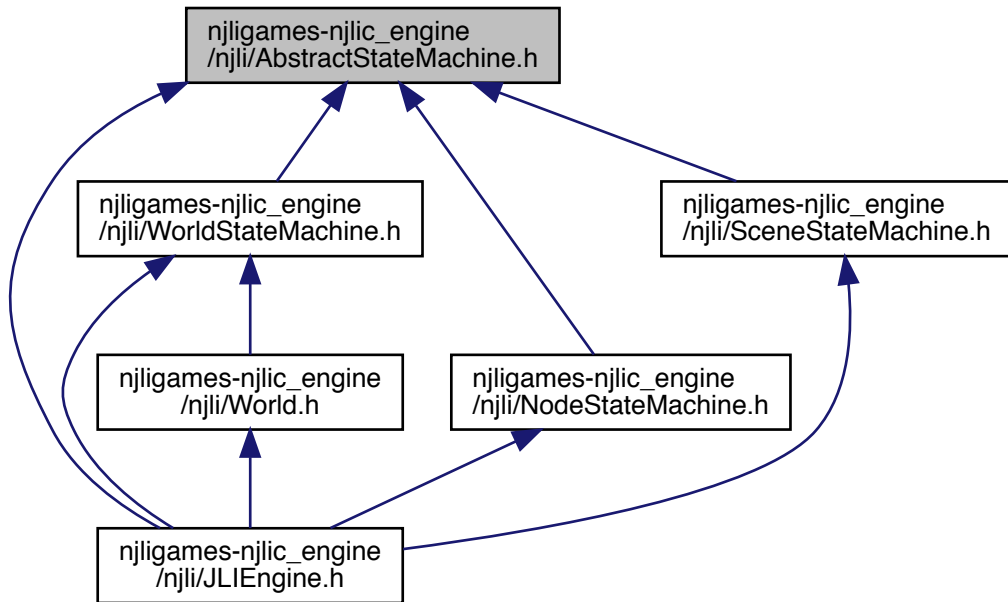 njligames-njlic_engine
/njli/AbstractStateMachine.h
njligames-njlic_engine
/njli/WorldStateMachine.h
njligames-njlic_engine
/njli/SceneStateMachine.h
njligames-njlic_engine
/njli/World.h
njligames-njlic_engine
/njli/NodeStateMachine.h
njligames-njlic_engine
/njli/JLIEngine.h